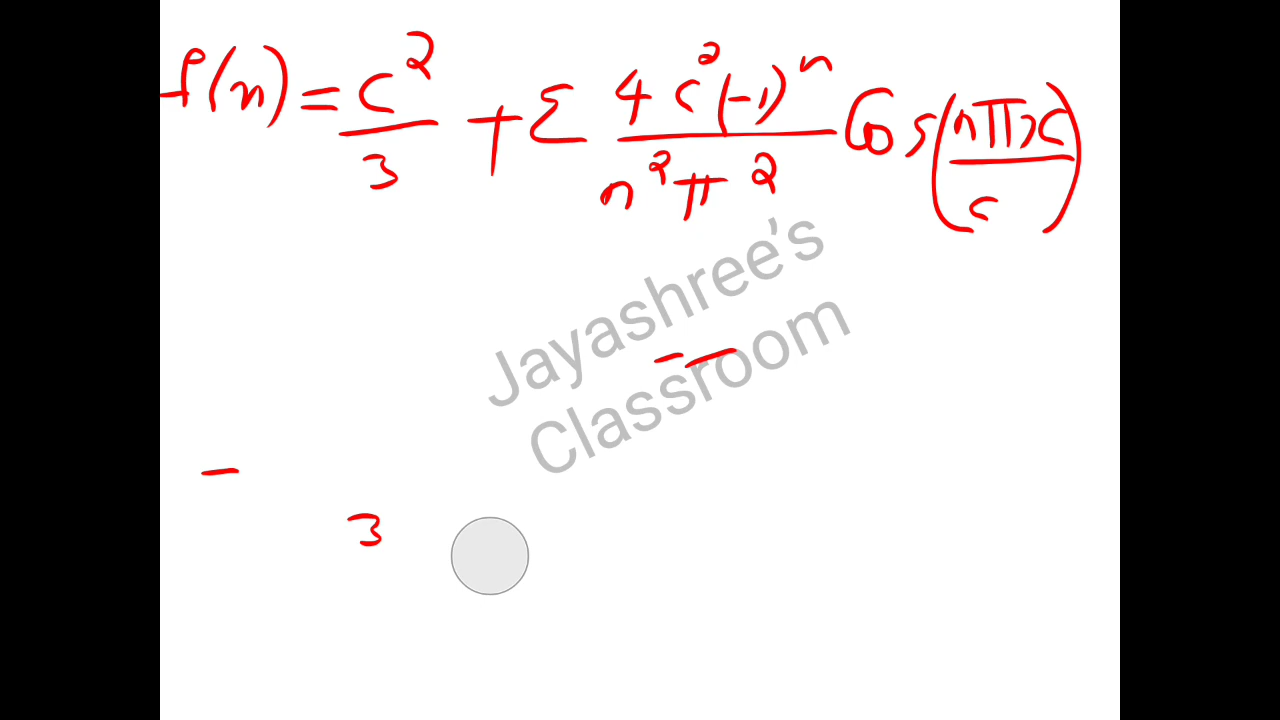 f(n) = c²/3 + Σ 4c²(-1)ⁿ/n²π² Cos(nπx/c)
Jayashree's
Classroom
3